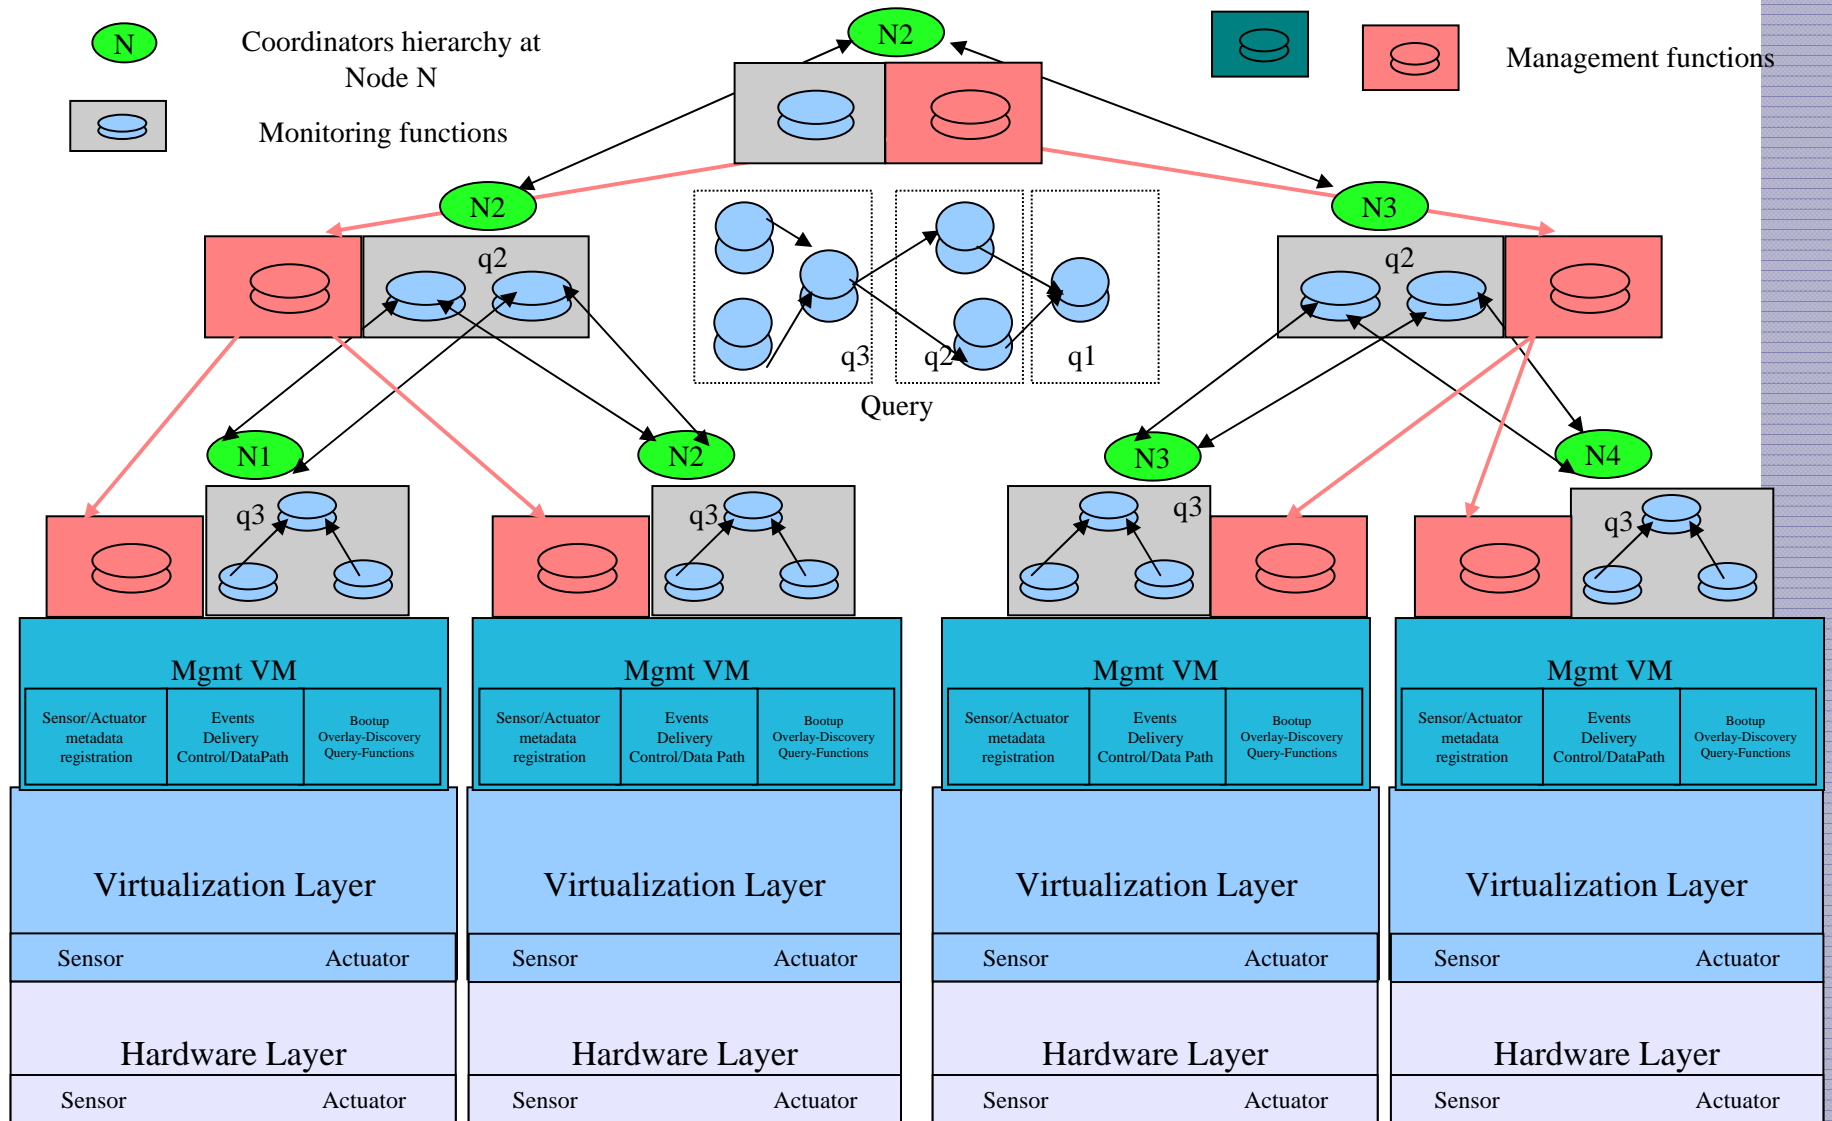 N
Coordinators hierarchy at
Node N
Monitoring functions
N2
Management functions
N2
N3
q2
q2
q3
q2
q1
Query
N1
N2
N3
N4
q3
q3
q3
q3
Mgmt VM
Sensor/Actuator
metadata
registration
Events
Delivery
Control/DataPath
Bootup
Overlay-Discovery
Query-Functions
Mgmt VM
Sensor/Actuator
metadata
registration
Events
Delivery
Control/Data Path
Bootup
Overlay-Discovery
Query-Functions
Mgmt VM
Sensor/Actuator
metadata
registration
Events
Delivery
Control/Data Path
Bootup
Overlay-Discovery
Query-Functions
Mgmt VM
Sensor/Actuator
metadata
registration
Events
Delivery
Control/DataPath
Bootup
Overlay-Discovery
Query-Functions
Virtualization Layer
Virtualization Layer
Virtualization Layer
Virtualization Layer
Sensor Actuator
Sensor Actuator
Sensor Actuator
Sensor Actuator
Hardware Layer
Hardware Layer
Hardware Layer
Hardware Layer
Sensor Actuator
Sensor Actuator
Sensor Actuator
Sensor Actuator